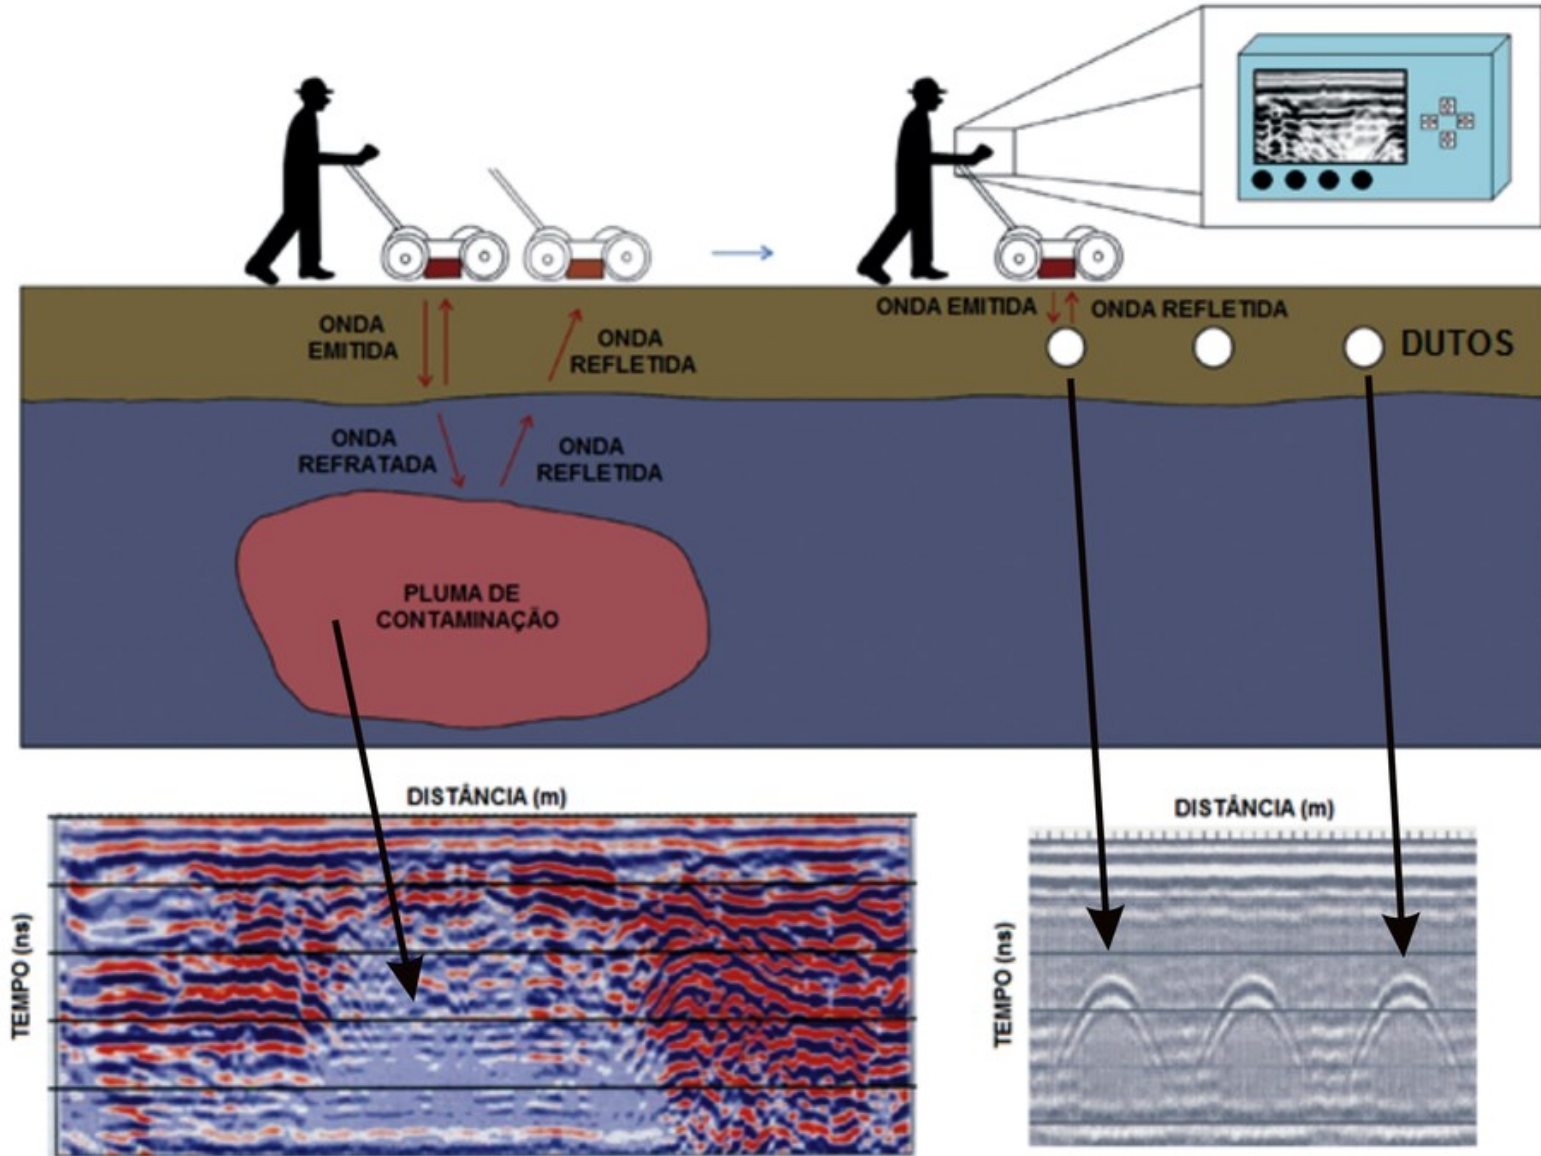 ONDA
EMITIDA
ONDA
REFLETIDA
ONDA EMITIDA
ONDA REFLETIDA
DUTOS
ONDA
REFRATADA
ONDA
REFLETIDA
PLUMA DE
CONTAMINAÇÃO
DISTÂNCIA (m)
TEMPO (ns)
DISTÂNCIA (m)
TEMPO (ns)